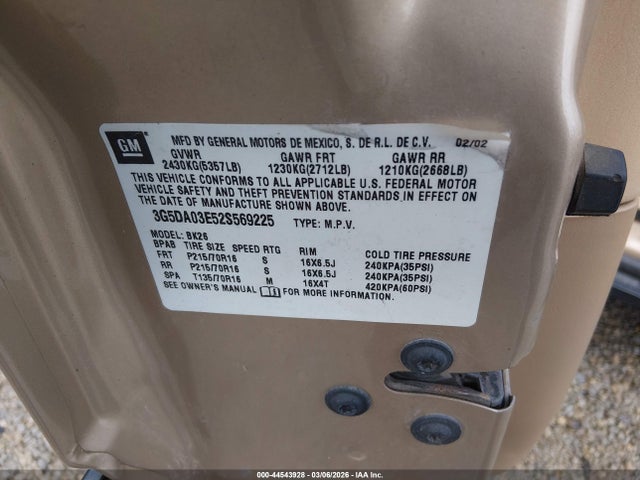 GM
MFD BY GENERAL MOTORS DE MEXICO, S. DE R.L. DE C.V. 02/02
GVWR GAWR FRT GAWR RR
2430KG(5357LB) 1230KG(2712LB) 1210KG(2668LB)
THIS VEHICLE CONFORMS TO ALL APPLICABLE U.S. FEDERAL MOTOR
VEHICLE SAFETY AND THEFT PREVENTION STANDARDS IN EFFECT ON
THE DATE OF MANUFACTURE SHOWN ABOVE.
3G5DA03E52S569225 TYPE: M.P.V.
MODEL: BK26
BPAB TIRE SIZE SPEED RTG RIM COLD TIRE PRESSURE
FRT P215/70R16 S 16X6.5J 240KPA(35PSI)
RR P215/70R16 S 16X6.5J 240KPA(35PSI)
SPA T135/70R16 M 16X4T 420KPA(60PSI)
SEE OWNER'S MANUAL FOR MORE INFORMATION.
000-44543928 - 03/06/2026 - IAA Inc.